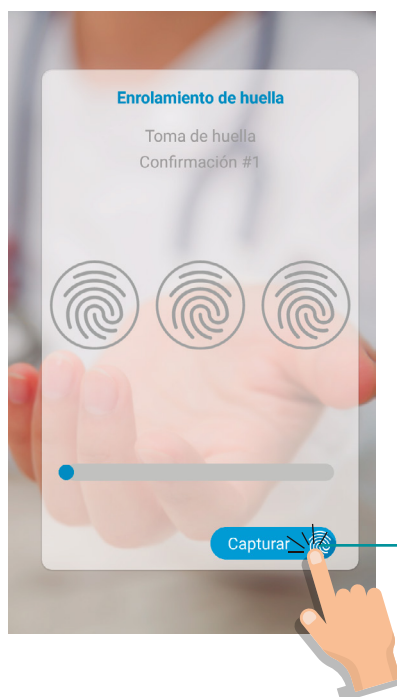 Enrolamiento de huella
Toma de huella
Confirmación #1
Capturar